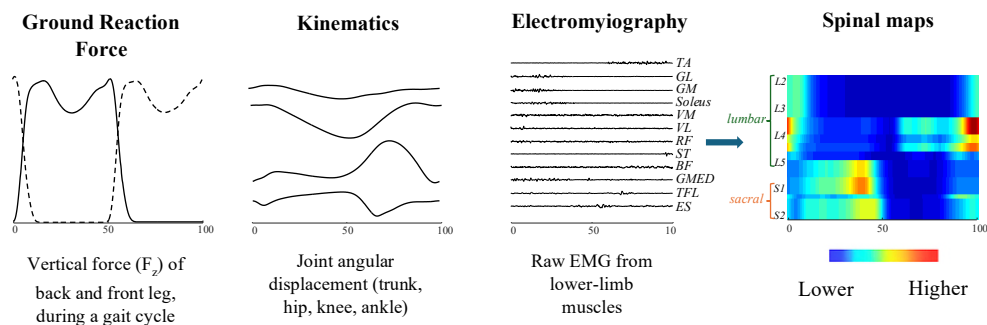 Ground Reaction
Force
0
50
100
Vertical force (Fz) of
back and front leg,
during a gait cycle
Kinematics
0
50
100
Joint angular
displacement (trunk,
hip, knee, ankle)
Electromyiography
TA
GL
GM
Soleus
VM
VL
RF
ST
BF
GMED
TFL
ES
0
50
10
Raw EMG from
lower-limb
muscles
Spinal maps
lumbar
sacral
L2
L3
L4
L5
S1
S2
0
50
100
Lower Higher